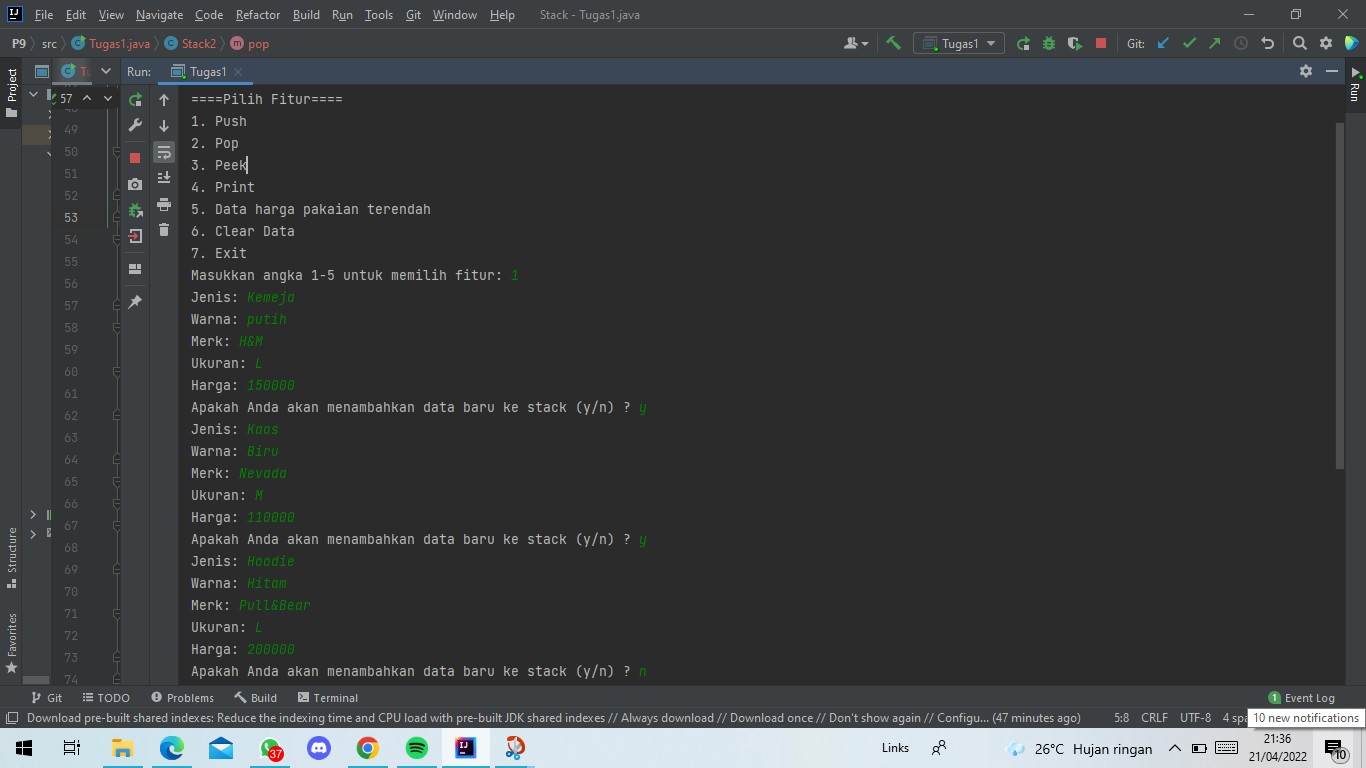 File Edit View Navigate Code Refactor Build Run Tools Git Window Help Stack - Tugas1.java
P9 src Tugas1.java Stack2 pop Tugas1 Git:
Project
Run: Tugas1
Run
57
49
50
51
52
53
54
55
56
57
58
59
60
61
62
63
64
65
66
67
68
69
70
71
72
73
74
====Pilih Fitur====
1. Push
2. Pop
3. Peek
4. Print
5. Data harga pakaian terendah
6. Clear Data
7. Exit
Masukkan angka 1-5 untuk memilih fitur: 1
Jenis: Kemeja
Warna: putih
Merk: H&M
Ukuran: L
Harga: 150000
Apakah Anda akan menambahkan data baru ke stack (y/n) ? y
Jenis: Kaos
Warna: Biru
Merk: Nevada
Ukuran: M
Harga: 110000
Apakah Anda akan menambahkan data baru ke stack (y/n) ? y
Jenis: Hoodie
Warna: Hitam
Merk: Pull&Bear
Ukuran: L
Harga: 200000
Apakah Anda akan menambahkan data baru ke stack (y/n) ? n
Structure
Favorites
Git TODO Problems Build Terminal 1 Event Log
Download pre-built shared indexes: Reduce the indexing time and CPU load with pre-built JDK shared indexes // Always download // Download once // Don't show again // Configu... (47 minutes ago) 5:8 CRLF UTF-8 4
10 new notifications
37 Links 26°C Hujan ringan 21:36
21/04/2022 10